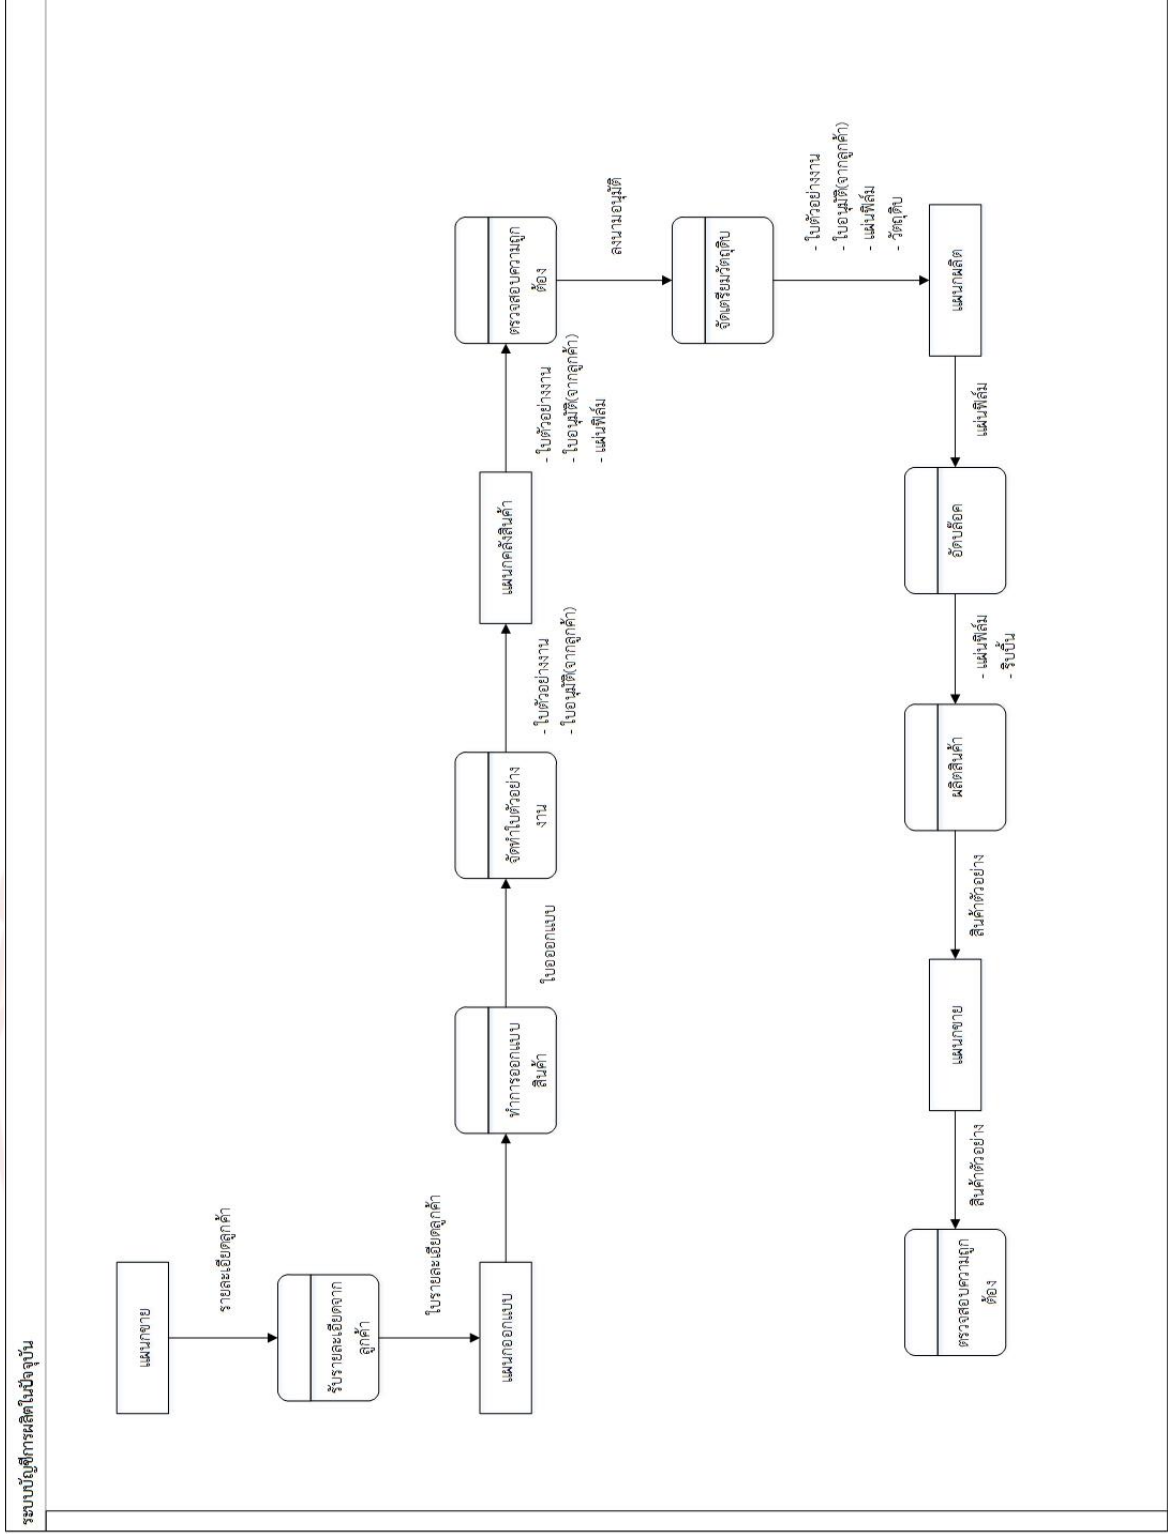 ระบบบัญชีการผลิตในปัจจุบัน
แผนกขาย
รายละเอียดลูกค้า
รับรายละเอียดจาก
ลูกค้า
ใบรายละเอียดลูกค้า
แผนกออกแบบ
ทำการออกแบบ
สินค้า
ใบออกแบบ
จัดทำใบตัวอย่าง
งาน
- ใบตัวอย่างงาน
- ใบอนุมัติ(จากลูกค้า)
แผนกคลังสินค้า
- ใบตัวอย่างงาน
- ใบอนุมัติ(จากลูกค้า)
- แผ่นฟิล์ม
ตรวจสอบความถูก
ต้อง
ลงนามอนุมัติ
จัดเตรียมวัตถุดิบ
- ใบตัวอย่างงาน
- ใบอนุมัติ(จากลูกค้า)
- แผ่นฟิล์ม
- วัตถุดิบ
แผนกผลิต
แผ่นฟิล์ม
อัดบล็อค
- แผ่นฟิล์ม
- ริบบิ้น
ผลิตสินค้า
สินค้าตัวอย่าง
แผนกขาย
สินค้าตัวอย่าง
ตรวจสอบความถูก
ต้อง